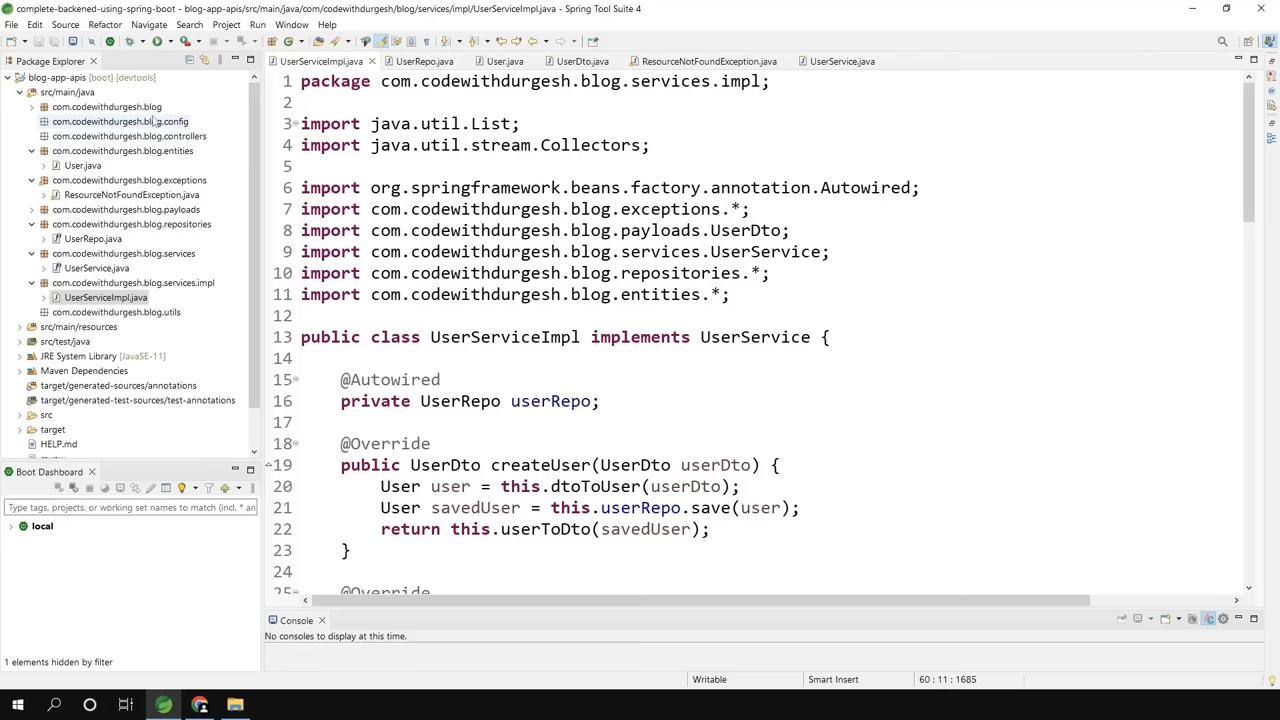 complete-backened-using-spring-boot - blog-app-apis/src/main/java/com/codewithdurgesh/blog/services/impl/UserServiceImpl.java - Spring Tool Suite 4
File Edit Source Refactor Navigate Search Project Run Window Help
Package Explorer
blog-app-apis [boot] [devtools]
src/main/java
com.codewithdurgesh.blog
com.codewithdurgesh.blog.config
com.codewithdurgesh.blog.controllers
com.codewithdurgesh.blog.entities
User.java
com.codewithdurgesh.blog.exceptions
ResourceNotFoundException.java
com.codewithdurgesh.blog.payloads
com.codewithdurgesh.blog.repositories
UserRepo.java
com.codewithdurgesh.blog.services
UserService.java
com.codewithdurgesh.blog.services.impl
UserServiceImpl.java
com.codewithdurgesh.blog.utils
src/main/resources
src/test/java
JRE System Library [JavaSE-11]
Maven Dependencies
target/generated-sources/annotations
target/generated-test-sources/test-annotations
src
target
HELP.md
Boot Dashboard
Type tags, projects, or working set names to match (incl. * an
local
1 elements hidden by filter
UserServiceImpl.java UserRepo.java User.java UserDto.java ResourceNotFoundException.java UserService.java
1 package com.codewithdurgesh.blog.services.impl;
2
3 import java.util.List;
4 import java.util.stream.Collectors;
5
6 import org.springframework.beans.factory.annotation.Autowired;
7 import com.codewithdurgesh.blog.exceptions.*;
8 import com.codewithdurgesh.blog.payloads.UserDto;
9 import com.codewithdurgesh.blog.services.UserService;
10 import com.codewithdurgesh.blog.repositories.*;
11 import com.codewithdurgesh.blog.entities.*;
12
13 public class UserServiceImpl implements UserService {
14
15 @Autowired
16 private UserRepo userRepo;
17
18 @Override
19 public UserDto createUser(UserDto userDto) {
20 User user = this.dtoToUser(userDto);
21 User savedUser = this.userRepo.save(user);
22 return this.userToDto(savedUser);
23 }
24
25 @Override
Console
No consoles to display at this time.
Writable Smart Insert 60 : 11 : 1685